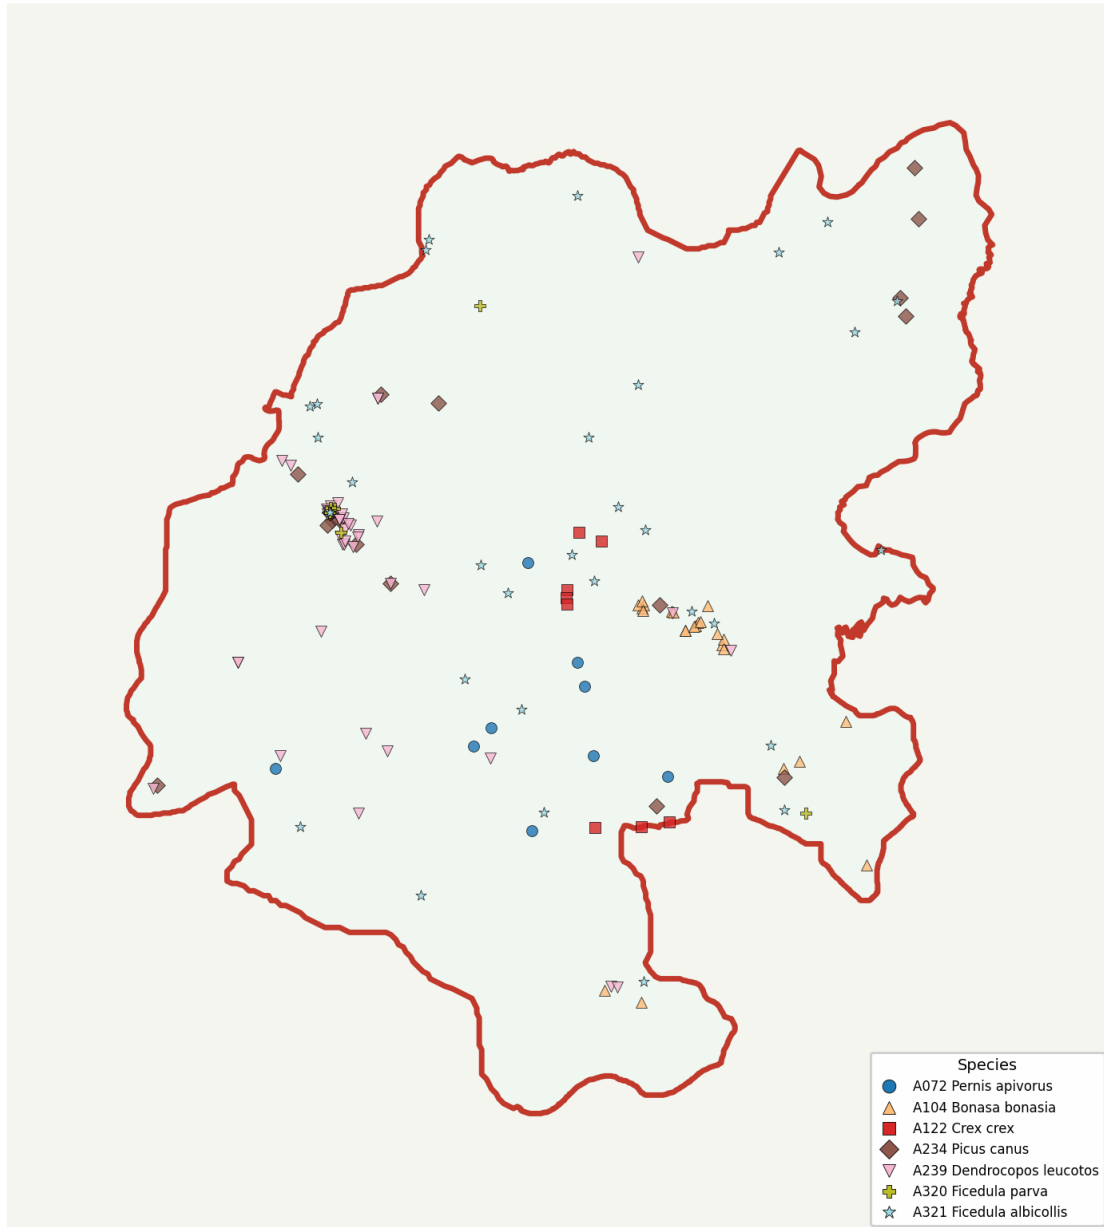 Species
A072 Pernis apivorus
A104 Bonasa bonasia
A122 Crex crex
A234 Picus canus
A239 Dendrocopos leucotos
A320 Ficedula parva
A321 Ficedula albicollis